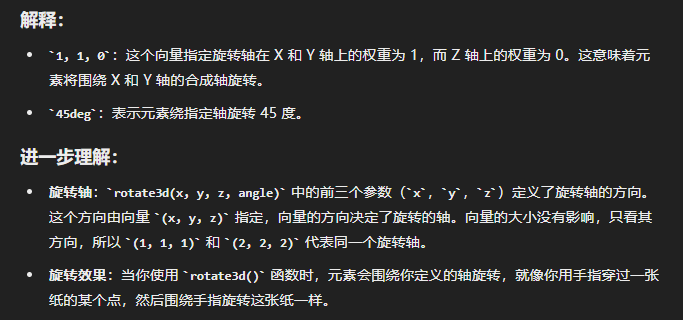 解释：
• `1, 1, 0`：这个向量指定旋转轴在 X 和 Y 轴上的权重为 1，而 Z 轴上的权重为 0。这意味着元
素将围绕 X 和 Y 轴的合成轴旋转。
• `45deg`：表示元素绕指定轴旋转 45 度。
进一步理解：
• 旋转轴：`rotate3d(x, y, z, angle)` 中的前三个参数（`x`，`y`，`z`）定义了旋转轴的方向。
这个方向由向量 `(x, y, z)` 指定，向量的方向决定了旋转的轴。向量的大小没有影响，只看其
方向，所以 `(1, 1, 1)` 和 `(2, 2, 2)` 代表同一个旋转轴。
• 旋转效果：当你使用 `rotate3d()` 函数时，元素会围绕你定义的轴旋转，就像你用手指穿过一张
纸的某个点，然后围绕手指旋转这张纸一样。